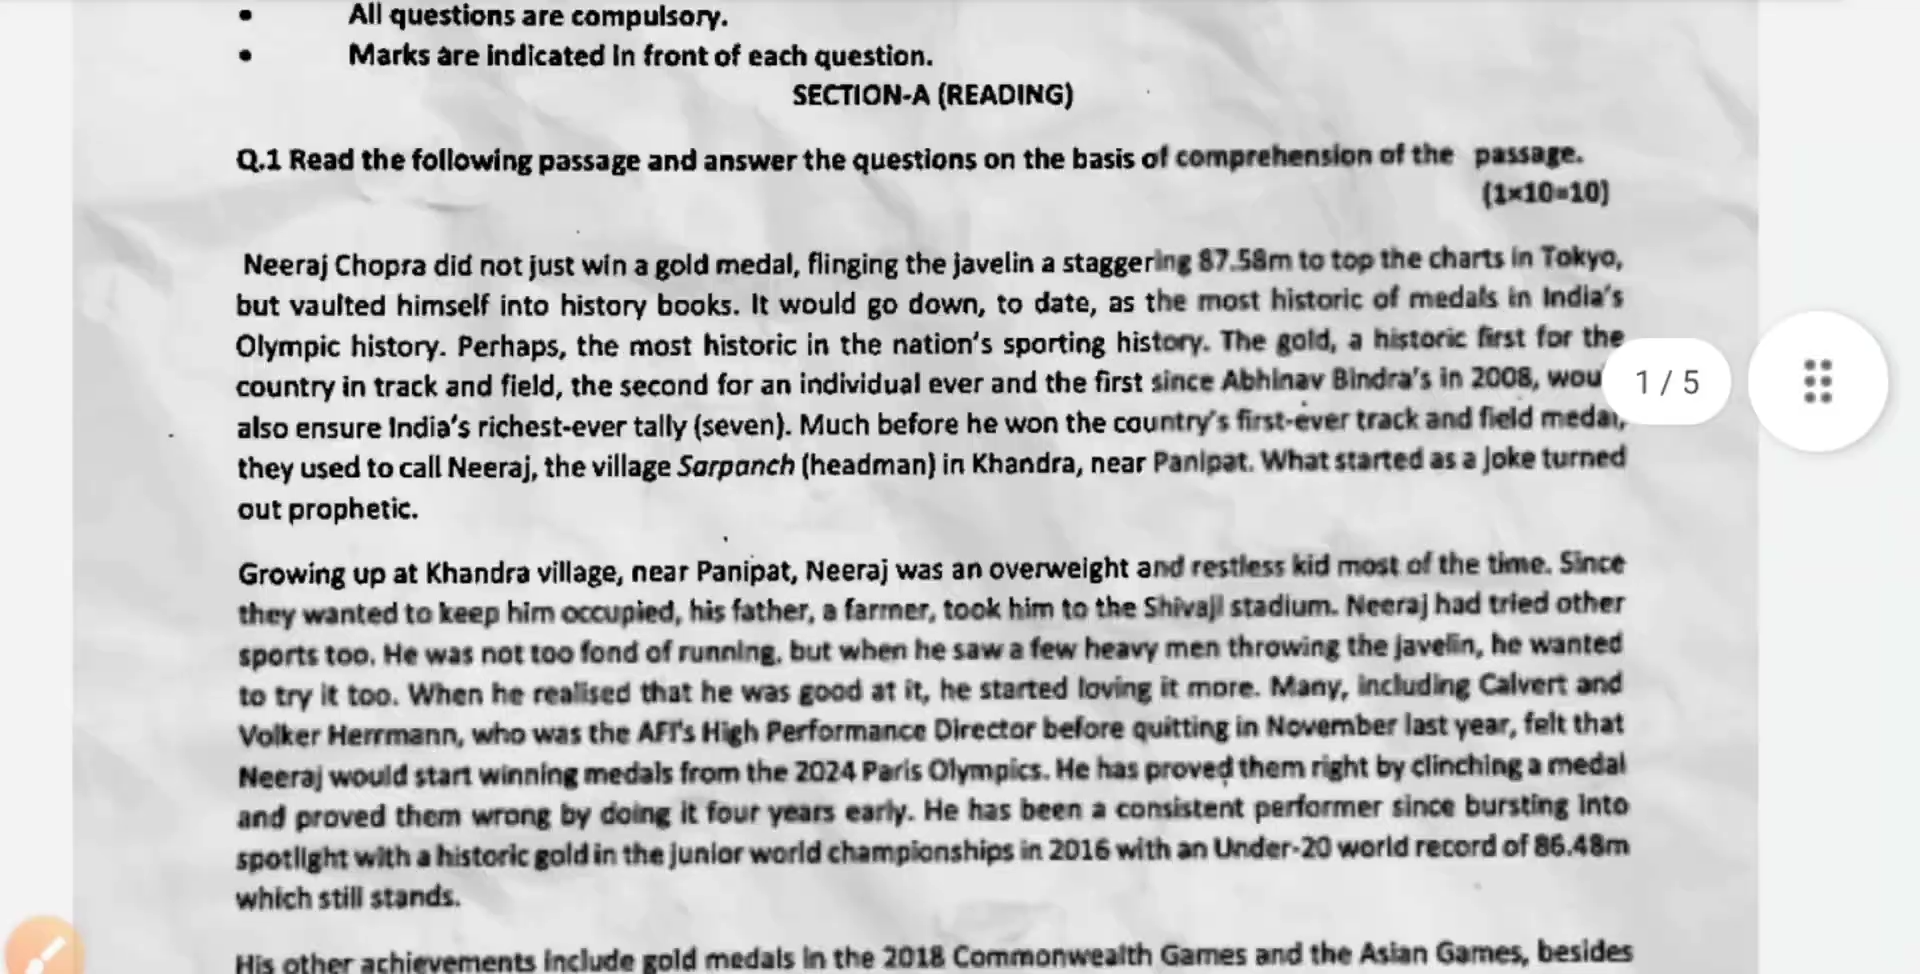 • All questions are compulsory.
• Marks are indicated in front of each question.
SECTION-A (READING)
Q.1 Read the following passage and answer the questions on the basis of comprehension of the passage.
(1×10=10)
Neeraj Chopra did not just win a gold medal, flinging the javelin a staggering 87.58m to top the charts in Tokyo,
but vaulted himself into history books. It would go down, to date, as the most historic of medals in India's
Olympic history. Perhaps, the most historic in the nation's sporting history. The gold, a historic first for the
country in track and field, the second for an individual ever and the first since Abhinav Bindra's in 2008, wou
1 / 5
also ensure India's richest-ever tally (seven). Much before he won the country's first-ever track and field medal,
they used to call Neeraj, the village Sarpanch (headman) in Khandra, near Panipat. What started as a joke turned
out prophetic.
Growing up at Khandra village, near Panipat, Neeraj was an overweight and restless kid most of the time. Since
they wanted to keep him occupied, his father, a farmer, took him to the Shivaji stadium. Neeraj had tried other
sports too. He was not too fond of running, but when he saw a few heavy men throwing the javelin, he wanted
to try it too. When he realised that he was good at it, he started loving it more. Many, including Calvert and
Volker Herrmann, who was the AFI's High Performance Director before quitting in November last year, felt that
Neeraj would start winning medals from the 2024 Paris Olympics. He has proved them right by clinching a medal
and proved them wrong by doing it four years early. He has been a consistent performer since bursting into
spotlight with a historic gold in the junior world championships in 2016 with an Under-20 world record of 86.48m
which still stands.
His other achievements include gold medals in the 2018 Commonwealth Games and the Asian Games, besides